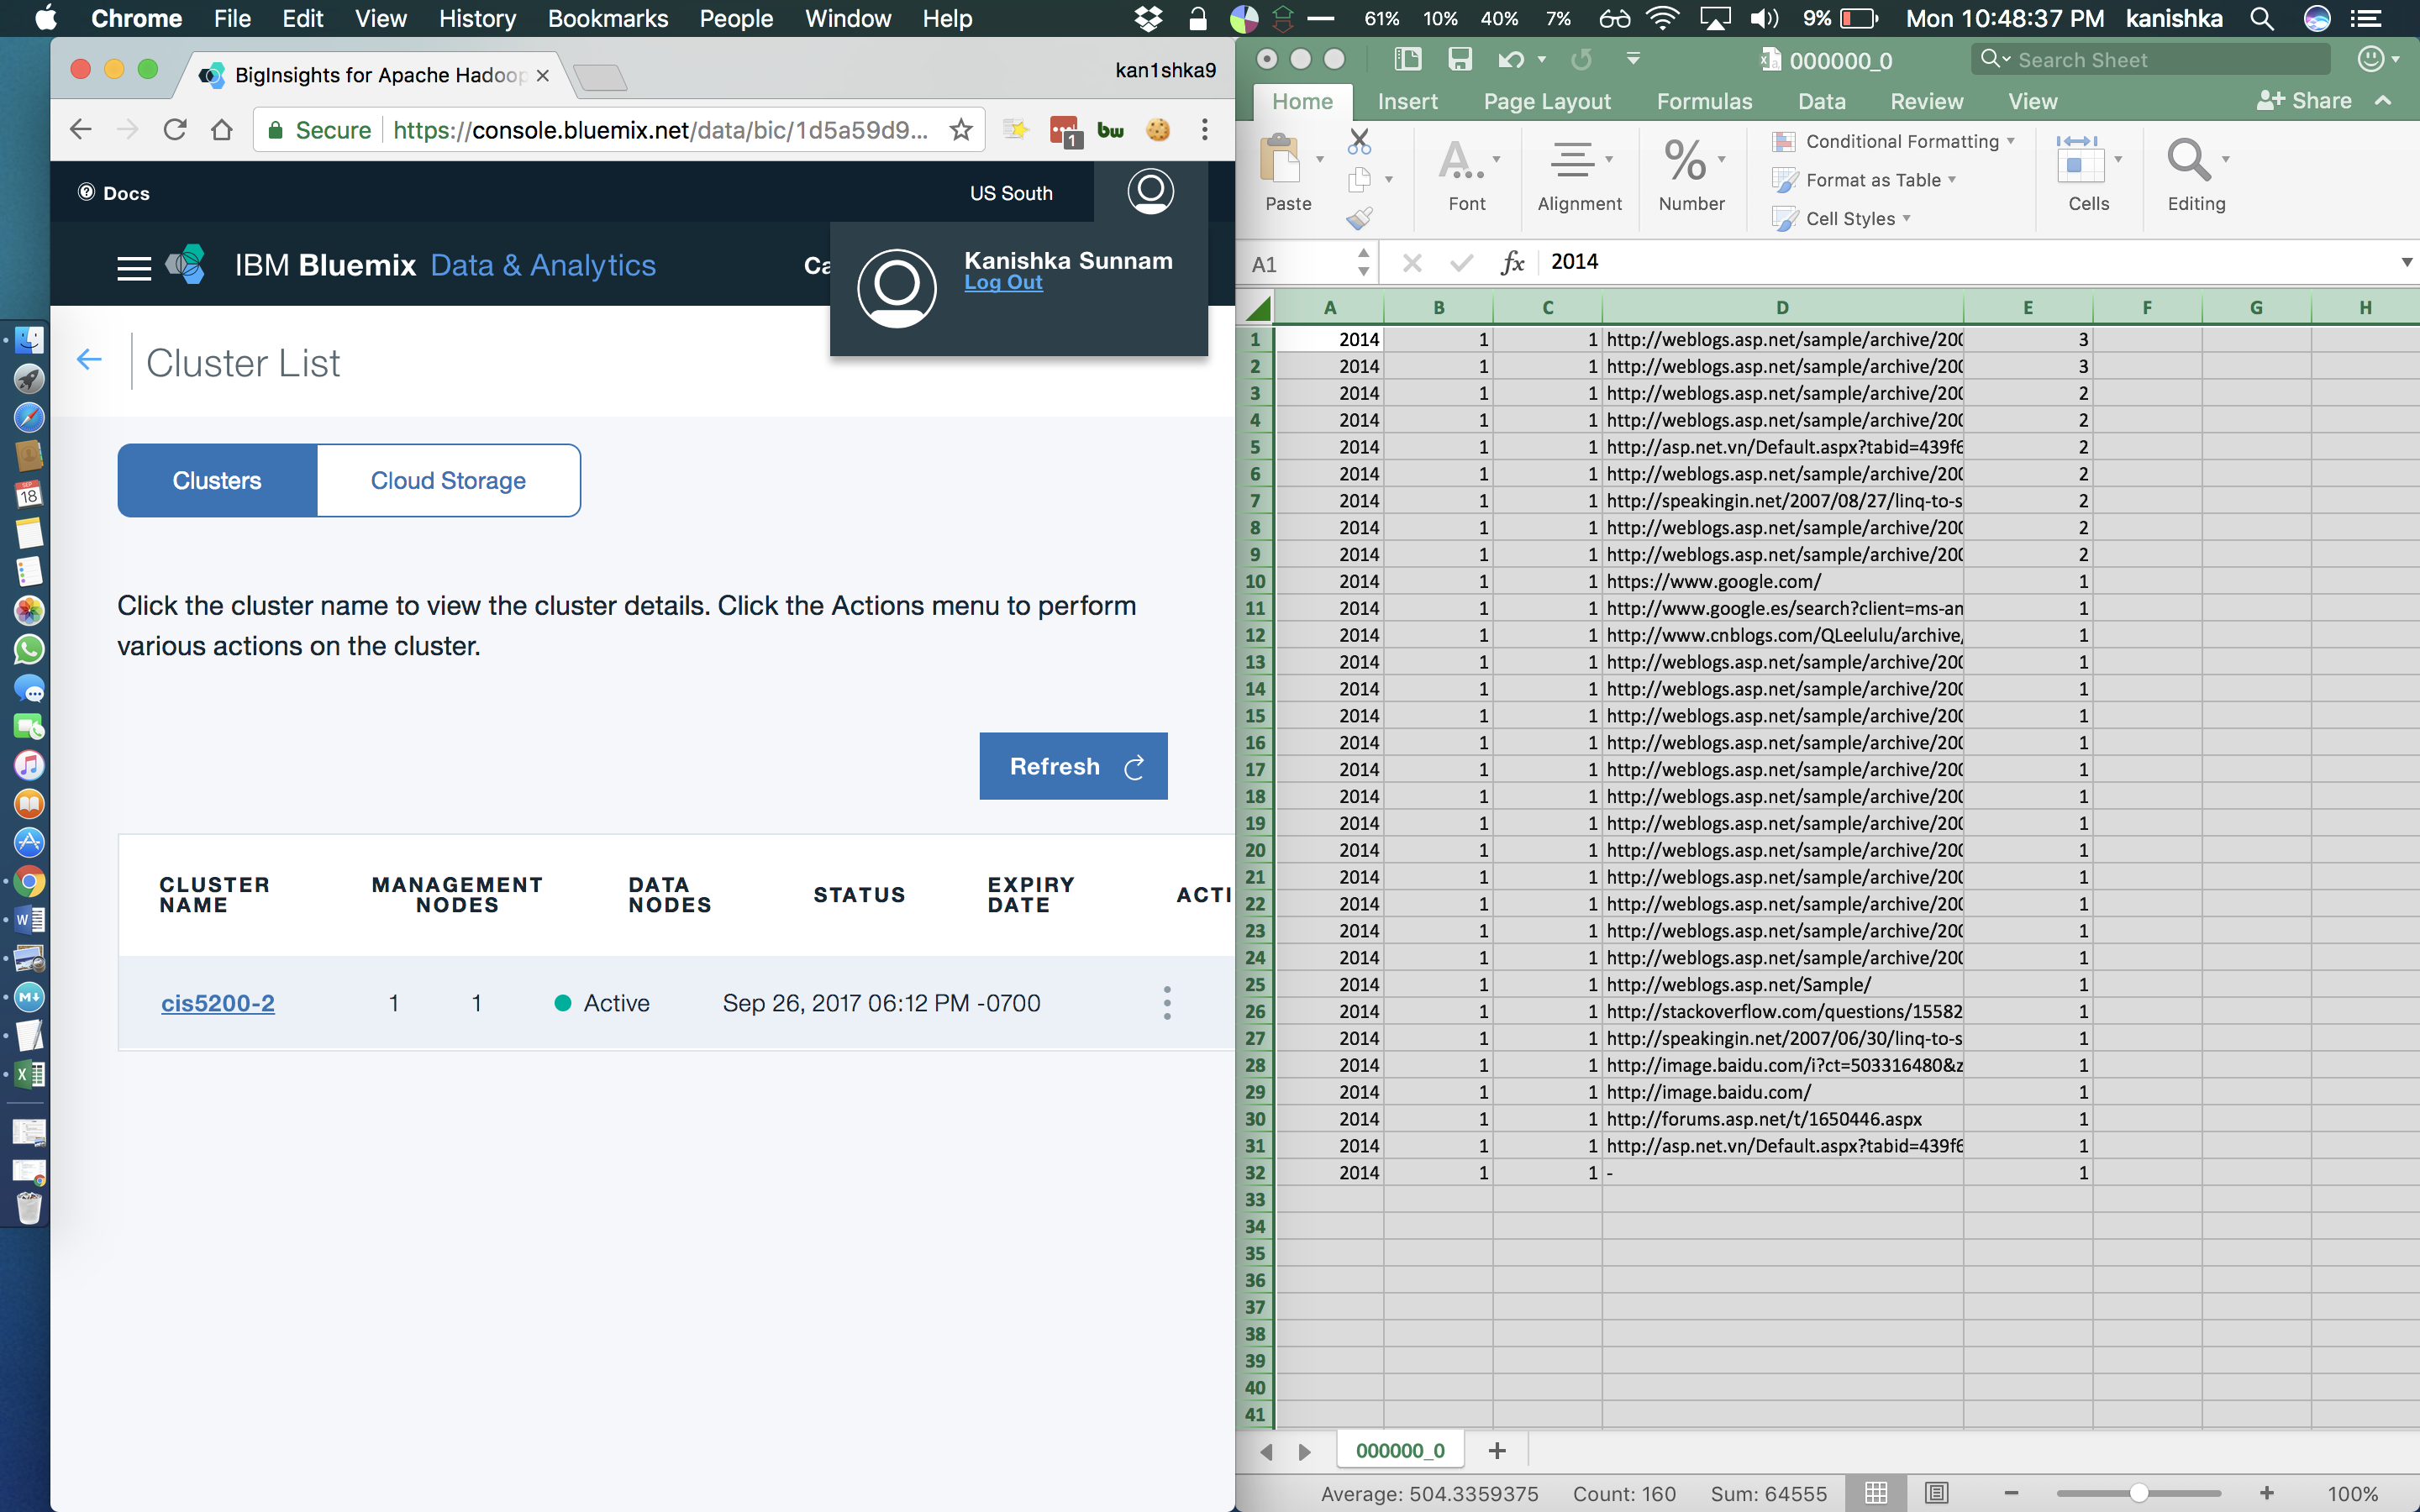 Chrome File Edit View History Bookmarks People Window Help 61% 10% 40% 7% 9% Mon 10:48:37 PM kanishka
BigInsights for Apache Hadoop
kan1shka9
Secure https://console.bluemix.net/data/bic/1d5a59d9... 1 bw
Docs US South
IBM Bluemix Data & Analytics Ca
Kanishka Sunnam
Log Out
Cluster List
Clusters Cloud Storage
Click the cluster name to view the cluster details. Click the Actions menu to perform
various actions on the cluster.
Refresh
CLUSTER NAME MANAGEMENT NODES DATA NODES STATUS EXPIRY DATE ACTI
cis5200-2 1 1 Active Sep 26, 2017 06:12 PM -0700
SEP
18
000000_0 Search Sheet
Home Insert Page Layout Formulas Data Review View Share
Paste Font Alignment Number Conditional Formatting Format as Table Cell Styles Cells Editing
A1 fx 2014
A B C D E F G H
1 2014 1 1 http://weblogs.asp.net/sample/archive/200 3
2 2014 1 1 http://weblogs.asp.net/sample/archive/200 3
3 2014 1 1 http://weblogs.asp.net/sample/archive/200 2
4 2014 1 1 http://weblogs.asp.net/sample/archive/200 2
5 2014 1 1 http://asp.net.vn/Default.aspx?tabid=439f6 2
6 2014 1 1 http://weblogs.asp.net/sample/archive/200 2
7 2014 1 1 http://speakingin.net/2007/08/27/linq-to-s 2
8 2014 1 1 http://weblogs.asp.net/sample/archive/200 2
9 2014 1 1 http://weblogs.asp.net/sample/archive/200 2
10 2014 1 1 https://www.google.com/ 1
11 2014 1 1 http://www.google.es/search?client=ms-an 1
12 2014 1 1 http://www.cnblogs.com/QLeelulu/archive/ 1
13 2014 1 1 http://weblogs.asp.net/sample/archive/200 1
14 2014 1 1 http://weblogs.asp.net/sample/archive/200 1
15 2014 1 1 http://weblogs.asp.net/sample/archive/200 1
16 2014 1 1 http://weblogs.asp.net/sample/archive/200 1
17 2014 1 1 http://weblogs.asp.net/sample/archive/200 1
18 2014 1 1 http://weblogs.asp.net/sample/archive/200 1
19 2014 1 1 http://weblogs.asp.net/sample/archive/200 1
20 2014 1 1 http://weblogs.asp.net/sample/archive/200 1
21 2014 1 1 http://weblogs.asp.net/sample/archive/200 1
22 2014 1 1 http://weblogs.asp.net/sample/archive/200 1
23 2014 1 1 http://weblogs.asp.net/sample/archive/200 1
24 2014 1 1 http://weblogs.asp.net/sample/archive/200 1
25 2014 1 1 http://weblogs.asp.net/Sample/ 1
26 2014 1 1 http://stackoverflow.com/questions/15582 1
27 2014 1 1 http://speakingin.net/2007/06/30/linq-to-s 1
28 2014 1 1 http://image.baidu.com/i?ct=503316480&z 1
29 2014 1 1 http://image.baidu.com/ 1
30 2014 1 1 http://forums.asp.net/t/1650446.aspx 1
31 2014 1 1 http://asp.net.vn/Default.aspx?tabid=439f6 1
32 2014 1 1 - 1
33
34
35
36
37
38
39
40
41
000000_0 +
Average: 504.3359375 Count: 160 Sum: 64555 100%